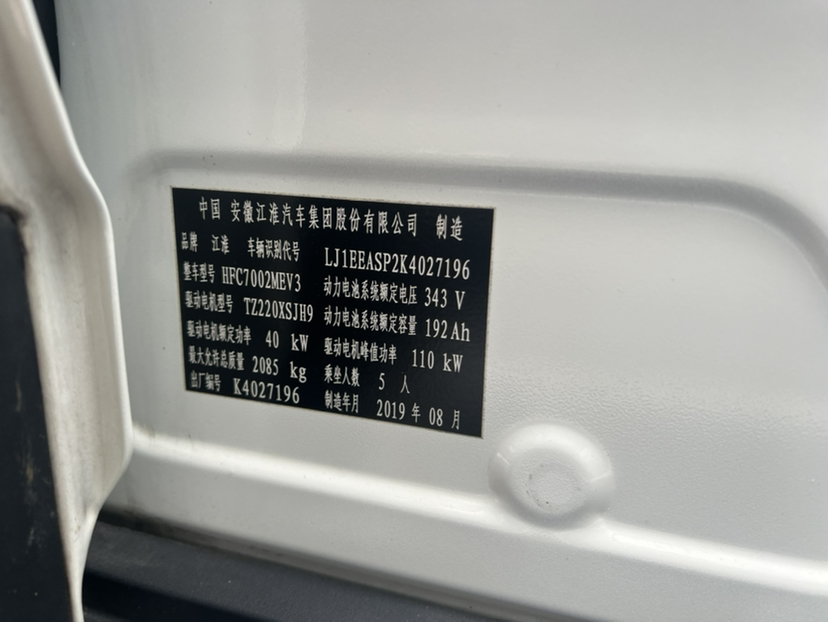 中国 安徽江淮汽车集团股份有限公司 制造
品牌 江淮 车辆识别代号 LJ1EEASP2K4027196
整车型号 HFC7002MEV3 动力电池系统额定电压 343 V
驱动电机型号 TZ220XSJH9 动力电池系统额定容量 192 Ah
驱动电机额定功率 40 kW 驱动电机峰值功率 110 kW
最大允许总质量 2085 kg 乘坐人数 5 人
出厂编号 K4027196 制造年月 2019 年 08 月